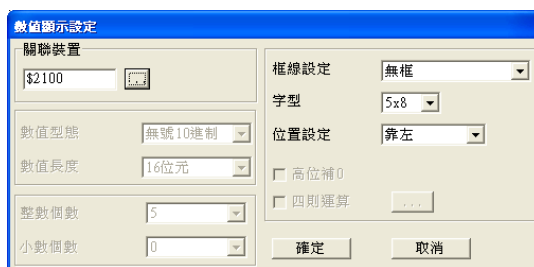 數值顯示設定
關聯裝置
$2100
...
數值型態 無號10進制
數值長度 16位元
整數個數 5
小數個數 0
框線設定 無框
字型 5x8
位置設定 靠左
高位補0
四則運算 ...
確定 取消